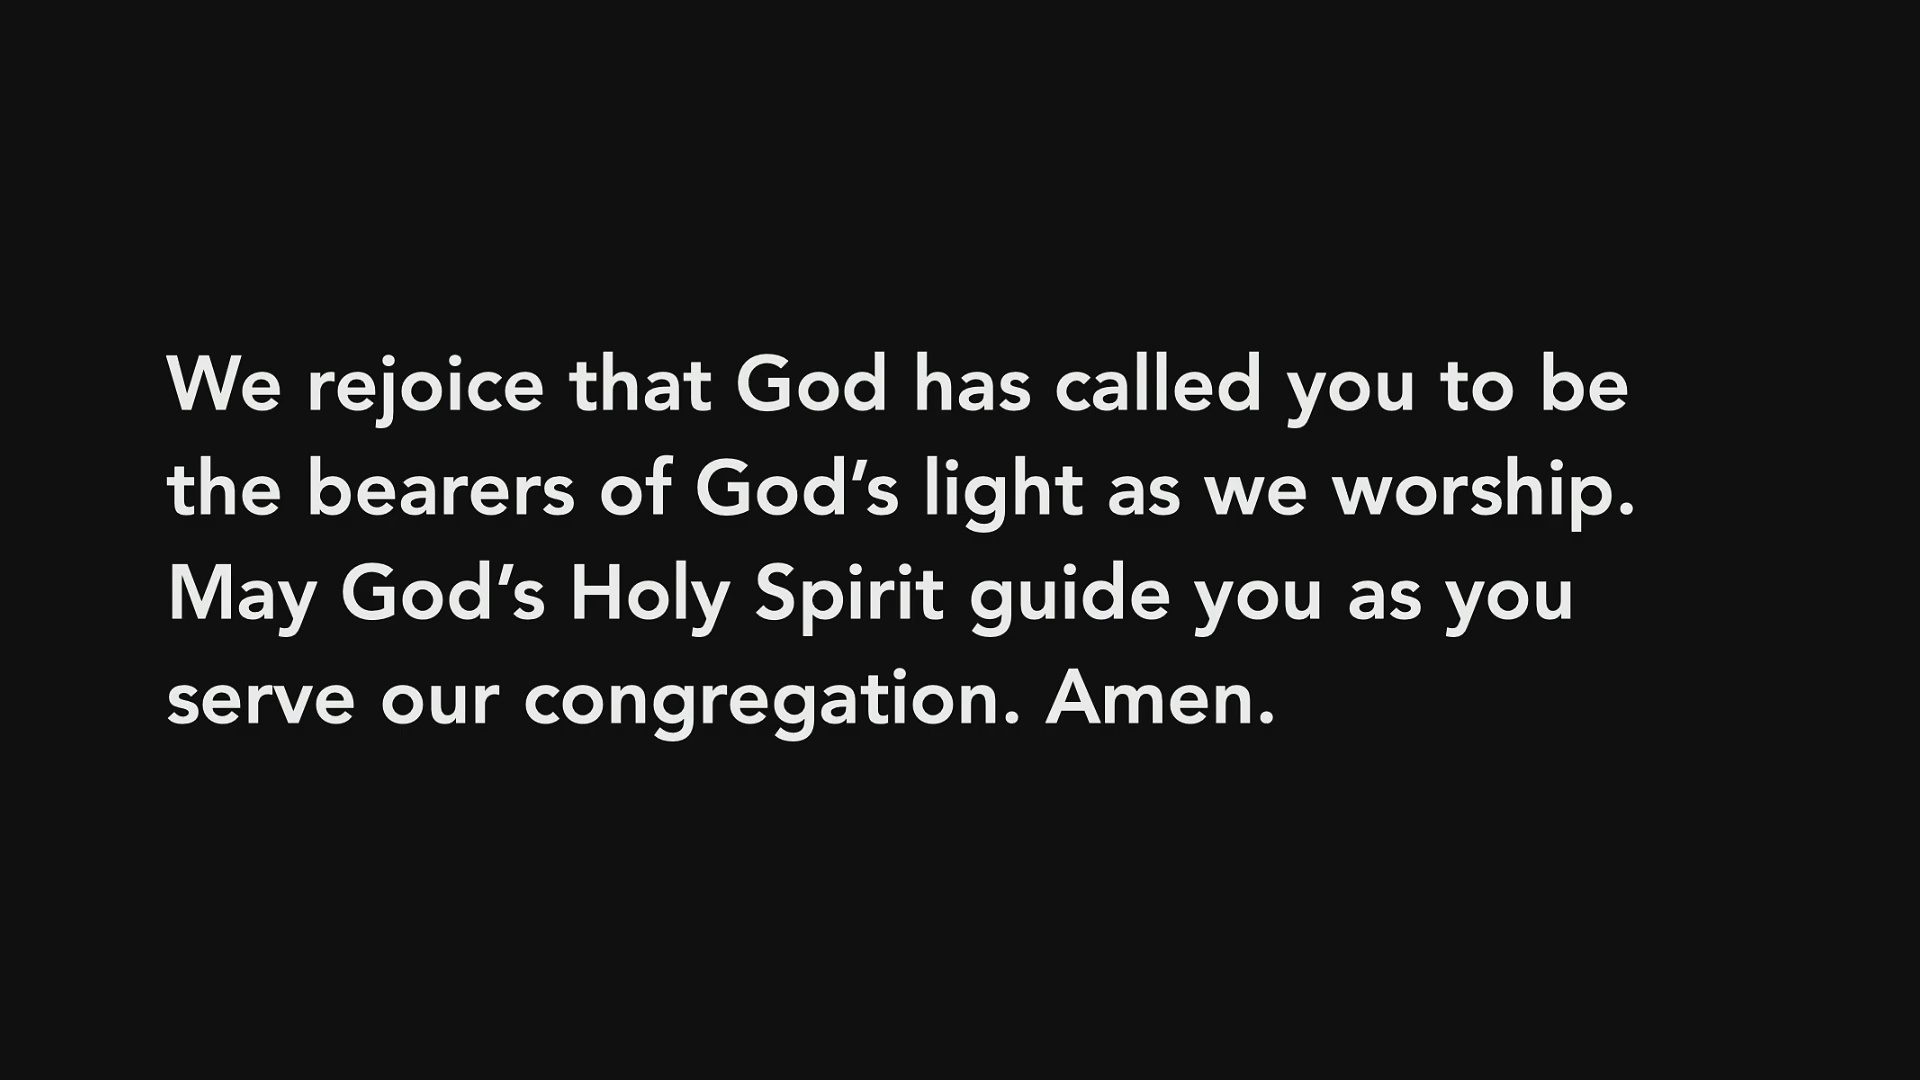 We rejoice that God has called you to be
the bearers of God’s light as we worship.
May God’s Holy Spirit guide you as you
serve our congregation. Amen.